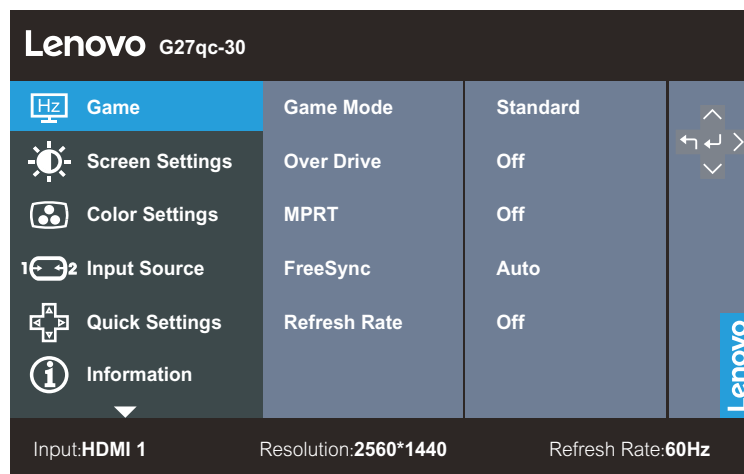 Lenovo G27qc-30
Hz Game Game Mode Standard
Screen Settings Over Drive Off
Color Settings MPRT Off
1 2 Input Source FreeSync Auto
Quick Settings Refresh Rate Off
i Information
Lenovo
Input:HDMI 1 Resolution:2560*1440 Refresh Rate:60Hz